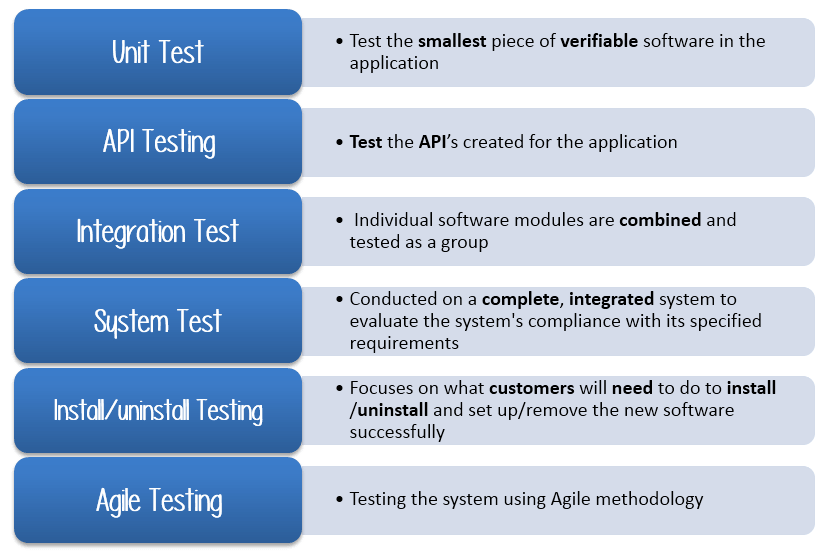 Unit Test
• Test the smallest piece of verifiable software in the
application
API Testing
• Test the API’s created for the application
Integration Test
• Individual software modules are combined and
tested as a group
System Test
• Conducted on a complete, integrated system to
evaluate the system's compliance with its specified
requirements
Install/uninstall Testing
• Focuses on what customers will need to do to install
/uninstall and set up/remove the new software
successfully
Agile Testing
• Testing the system using Agile methodology